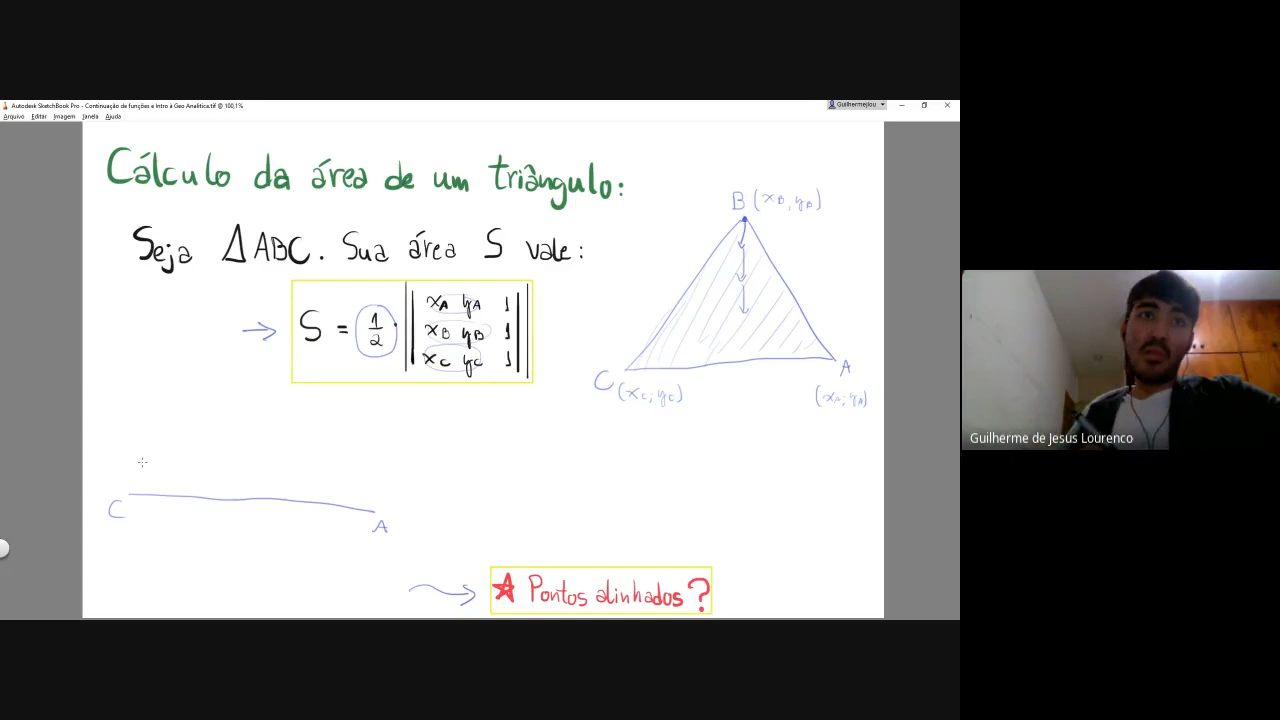 Autodesk SketchBook Pro - Continuação de funções e Intro à Geo Analítica.tif @ 100,1%
Guilhermejlou
Arquivo Editar Imagem Janela Ajuda
Cálculo da área de um triângulo:
B (xB, yB)
Seja ΔABC. Sua área S vale:
xA yA 1
→ S = 1/2 · xB yB 1
xC yC 1
C (xC, yC)
A (xA, yA)
Guilherme de Jesus Lourenco
C
A
Pontos alinhados?